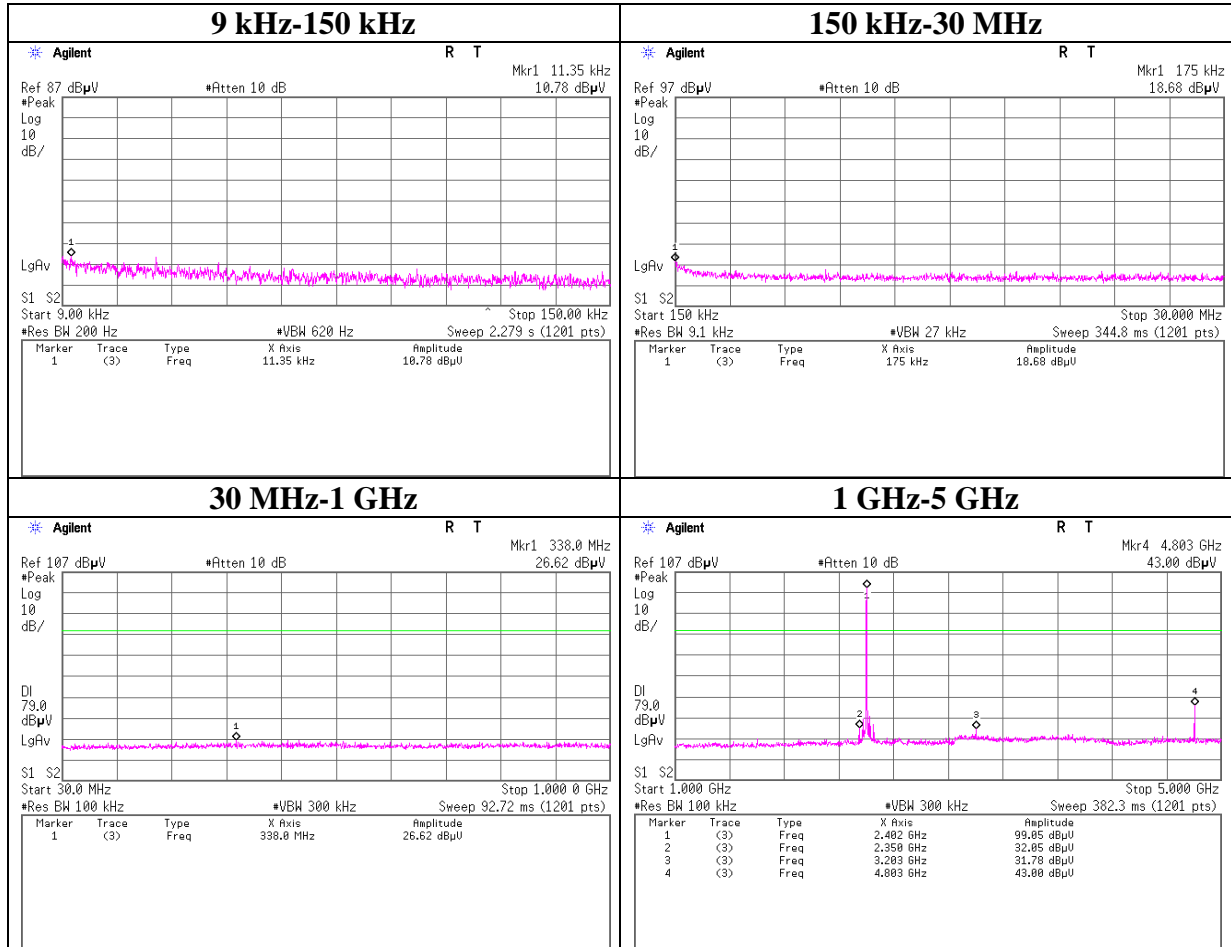 9 kHz-150 kHz
Agilent R T
Mkr1 11.35 kHz
Ref 87 dBµV #Atten 10 dB 10.78 dBµV
#Peak
Log
10
dB/
1
LgAv
S1 S2
Start 9.00 kHz ^ Stop 150.00 kHz
#Res BW 200 Hz #VBW 620 Hz Sweep 2.279 s (1201 pts)
Marker Trace Type X Axis Amplitude
1 (3) Freq 11.35 kHz 10.78 dBµV
150 kHz-30 MHz
Agilent R T
Mkr1 175 kHz
Ref 97 dBµV #Atten 10 dB 18.68 dBµV
#Peak
Log
10
dB/
1
LgAv
S1 S2
Start 150 kHz Stop 30.000 MHz
#Res BW 9.1 kHz #VBW 27 kHz Sweep 344.8 ms (1201 pts)
Marker Trace Type X Axis Amplitude
1 (3) Freq 175 kHz 18.68 dBµV
30 MHz-1 GHz
Agilent R T
Mkr1 338.0 MHz
Ref 107 dBµV #Atten 10 dB 26.62 dBµV
#Peak
Log
10
dB/
DI
79.0
dBµV
1
LgAv
S1 S2
Start 30.0 MHz Stop 1.000 0 GHz
#Res BW 100 kHz #VBW 300 kHz Sweep 92.72 ms (1201 pts)
Marker Trace Type X Axis Amplitude
1 (3) Freq 338.0 MHz 26.62 dBµV
1 GHz-5 GHz
Agilent R T
Mkr4 4.803 GHz
Ref 107 dBµV #Atten 10 dB 43.00 dBµV
#Peak
1
Log
10
dB/
DI
4
79.0
dBµV
2 3
LgAv
S1 S2
Start 1.000 GHz Stop 5.000 GHz
#Res BW 100 kHz #VBW 300 kHz Sweep 382.3 ms (1201 pts)
Marker Trace Type X Axis Amplitude
1 (3) Freq 2.402 GHz 99.05 dBµV
2 (3) Freq 2.350 GHz 32.05 dBµV
3 (3) Freq 3.203 GHz 31.78 dBµV
4 (3) Freq 4.803 GHz 43.00 dBµV